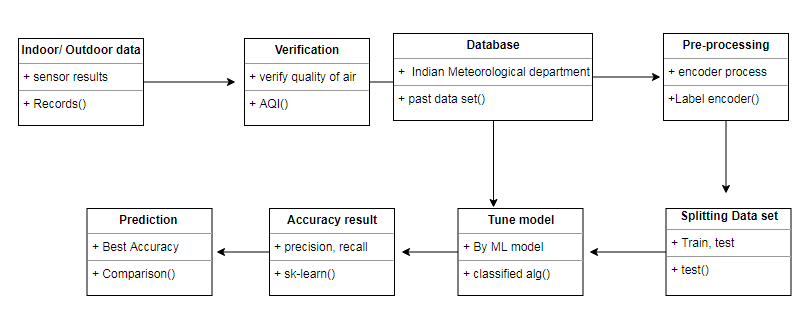 Indoor/ Outdoor data
+ sensor results
+ Records()
Verification
+ verify quality of air
+ AQI()
Database
+ Indian Meteorological department
+ past data set()
Pre-processing
+ encoder process
+Label encoder()
Prediction
+ Best Accuracy
+ Comparison()
Accuracy result
+ precision, recall
+ sk-learn()
Tune model
+ By ML model
+ classified alg()
Splitting Data set
+ Train, test
+ test()